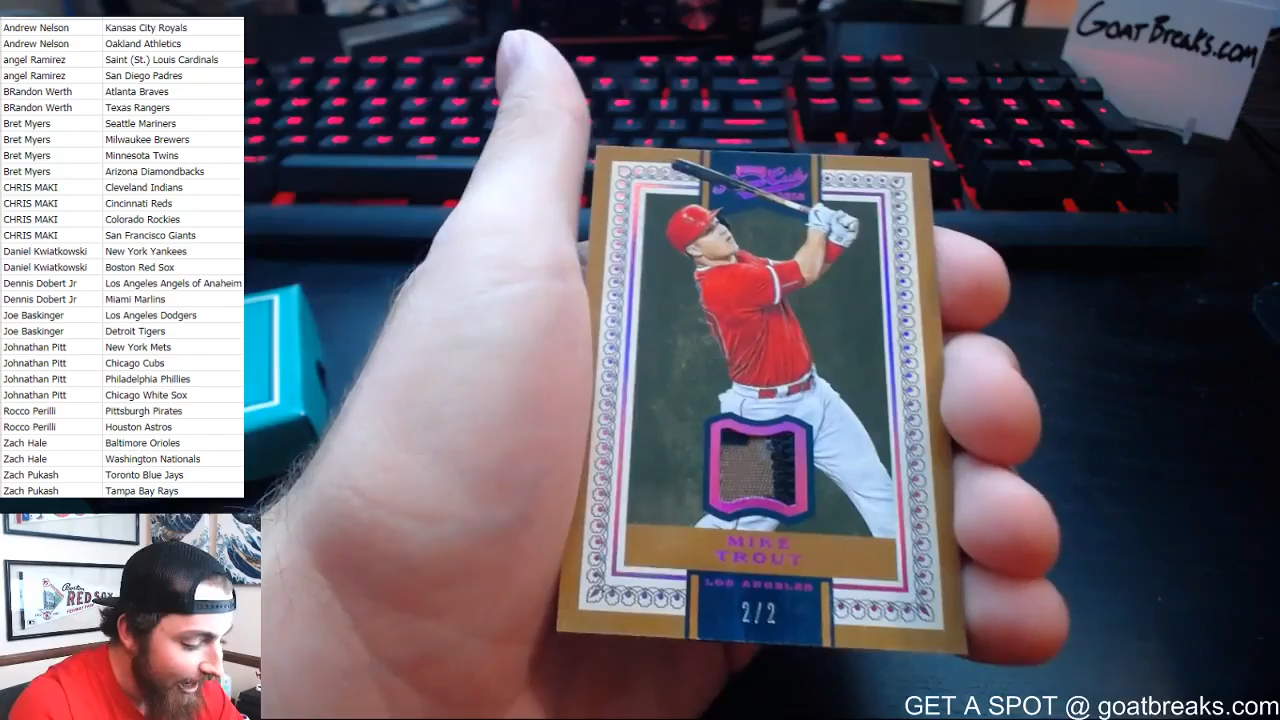 Andrew Nelson Kansas City Royals
Andrew Nelson Oakland Athletics
angel Ramirez Saint (St.) Louis Cardinals
angel Ramirez San Diego Padres
BRandon Werth Atlanta Braves
BRandon Werth Texas Rangers
Bret Myers Seattle Mariners
Bret Myers Milwaukee Brewers
Bret Myers Minnesota Twins
Bret Myers Arizona Diamondbacks
CHRIS MAKI Cleveland Indians
CHRIS MAKI Cincinnati Reds
CHRIS MAKI Colorado Rockies
CHRIS MAKI San Francisco Giants
Daniel Kwiatkowski New York Yankees
Daniel Kwiatkowski Boston Red Sox
Dennis Dobert Jr Los Angeles Angels of Anaheim
Dennis Dobert Jr Miami Marlins
Joe Baskinger Los Angeles Dodgers
Joe Baskinger Detroit Tigers
Johnathan Pitt New York Mets
Johnathan Pitt Chicago Cubs
Johnathan Pitt Philadelphia Phillies
Johnathan Pitt Chicago White Sox
Rocco Perilli Pittsburgh Pirates
Rocco Perilli Houston Astros
Zach Hale Baltimore Orioles
Zach Hale Washington Nationals
Zach Pukash Toronto Blue Jays
Zach Pukash Tampa Bay Rays
GOATBREAKS.COM
MIKE
TROUT
LOS ANGELES
2/2
Boston
RED SOX
GET A SPOT @ goatbreaks.com